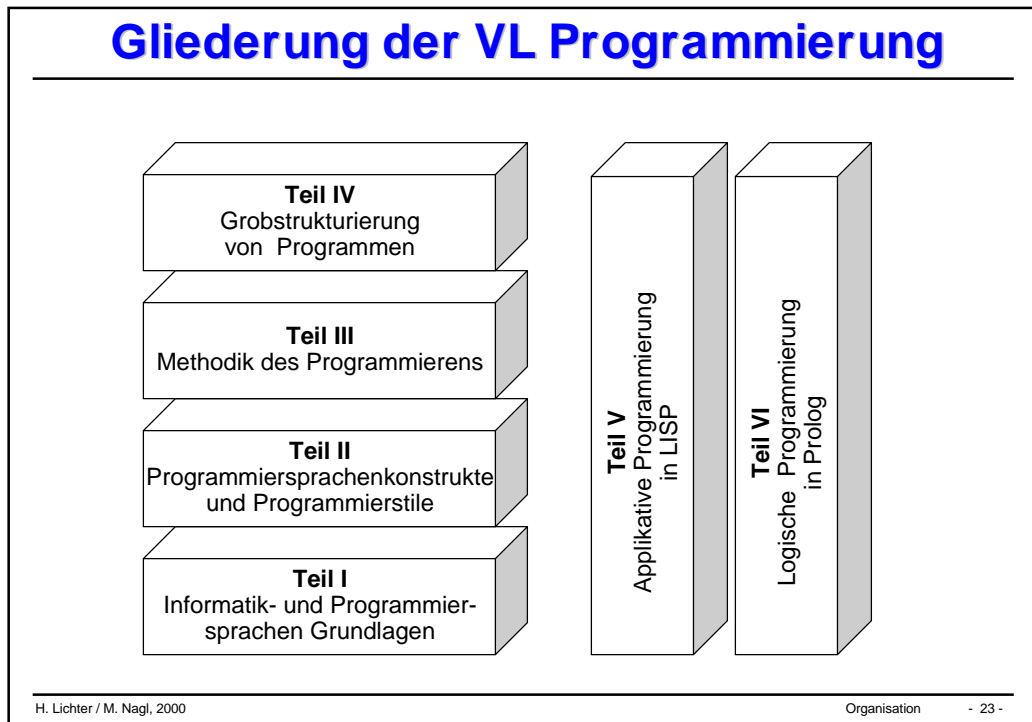 Gliederung der VL Programmierung
Teil IV
Grobstrukturierung
von Programmen
Teil III
Methodik des Programmierens
Teil II
Programmiersprachenkonstrukte
und Programmierstile
Teil I
Informatik- und Programmier-
sprachen Grundlagen
Teil V
Applikative Programmierung
in LISP
Teil VI
Logische Programmierung
in Prolog
H. Lichter / M. Nagl, 2000
Organisation - 23 -